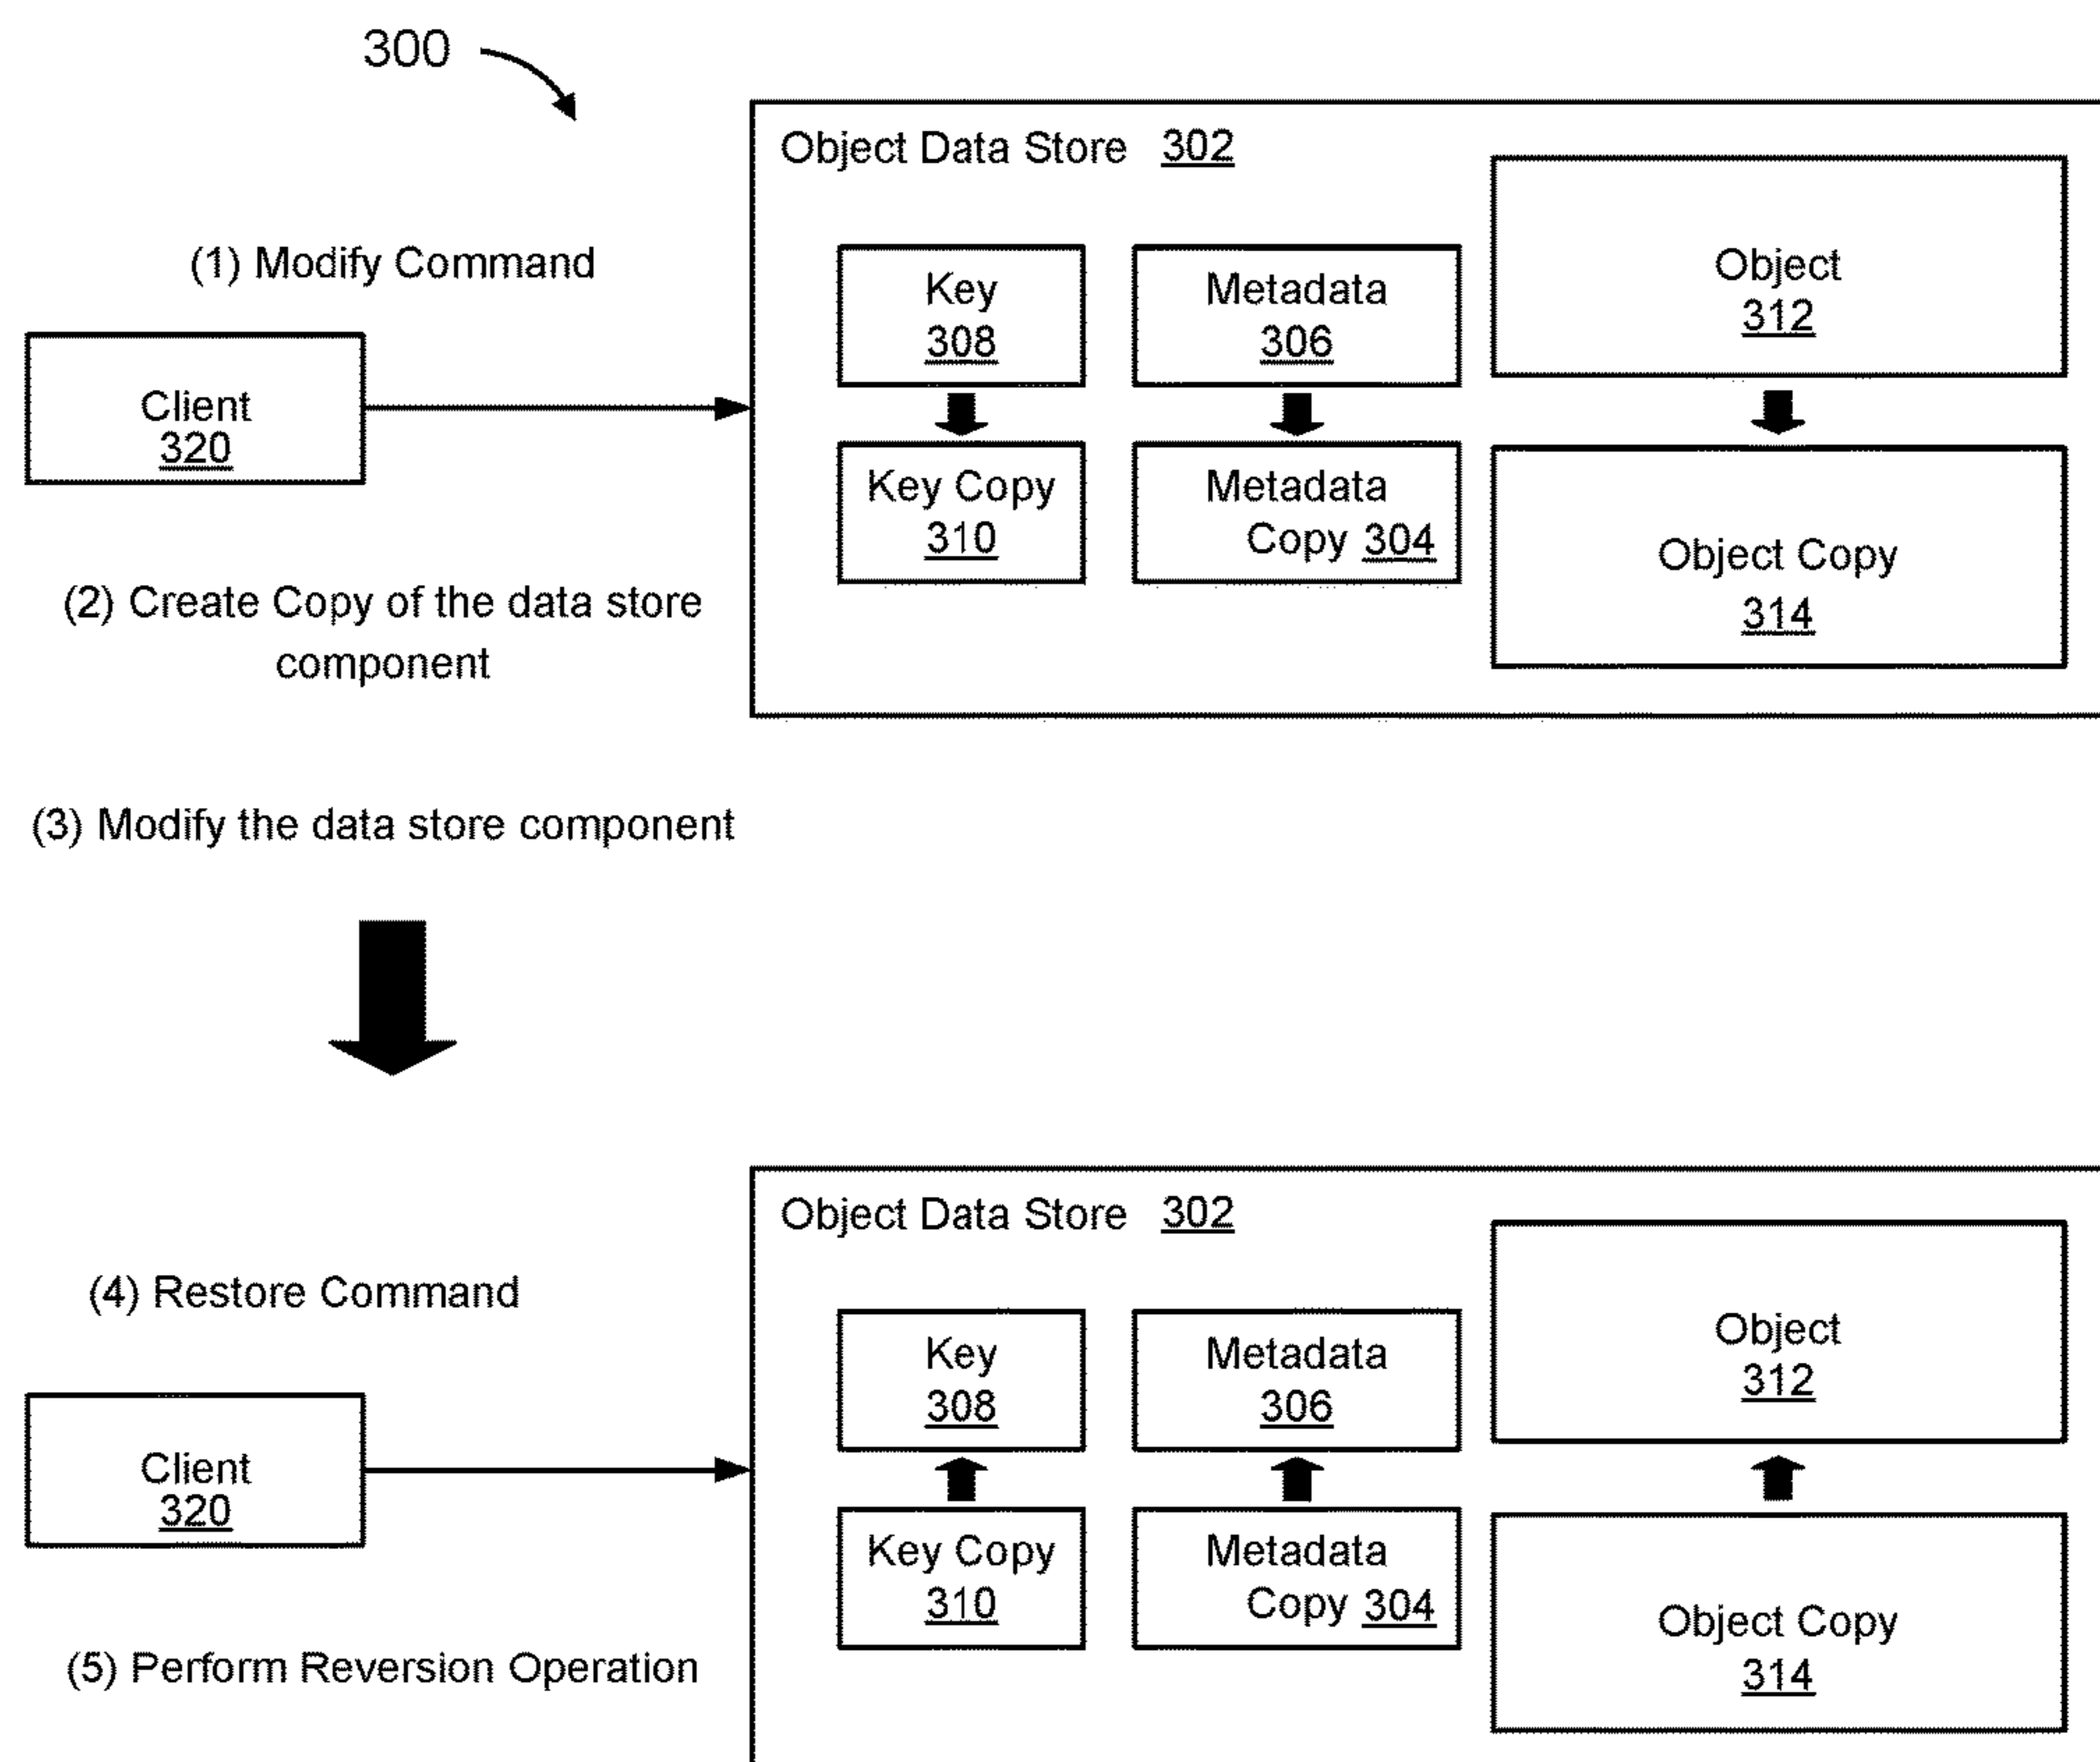 300
Object Data Store 302
(1) Modify Command
Client
320
Key
308
Metadata
306
Object
312
Key Copy
310
Metadata
Copy 304
Object Copy
314
(2) Create Copy of the data store
component
(3) Modify the data store component
Object Data Store 302
(4) Restore Command
Client
320
Key
308
Metadata
306
Object
312
Key Copy
310
Metadata
Copy 304
Object Copy
314
(5) Perform Reversion Operation